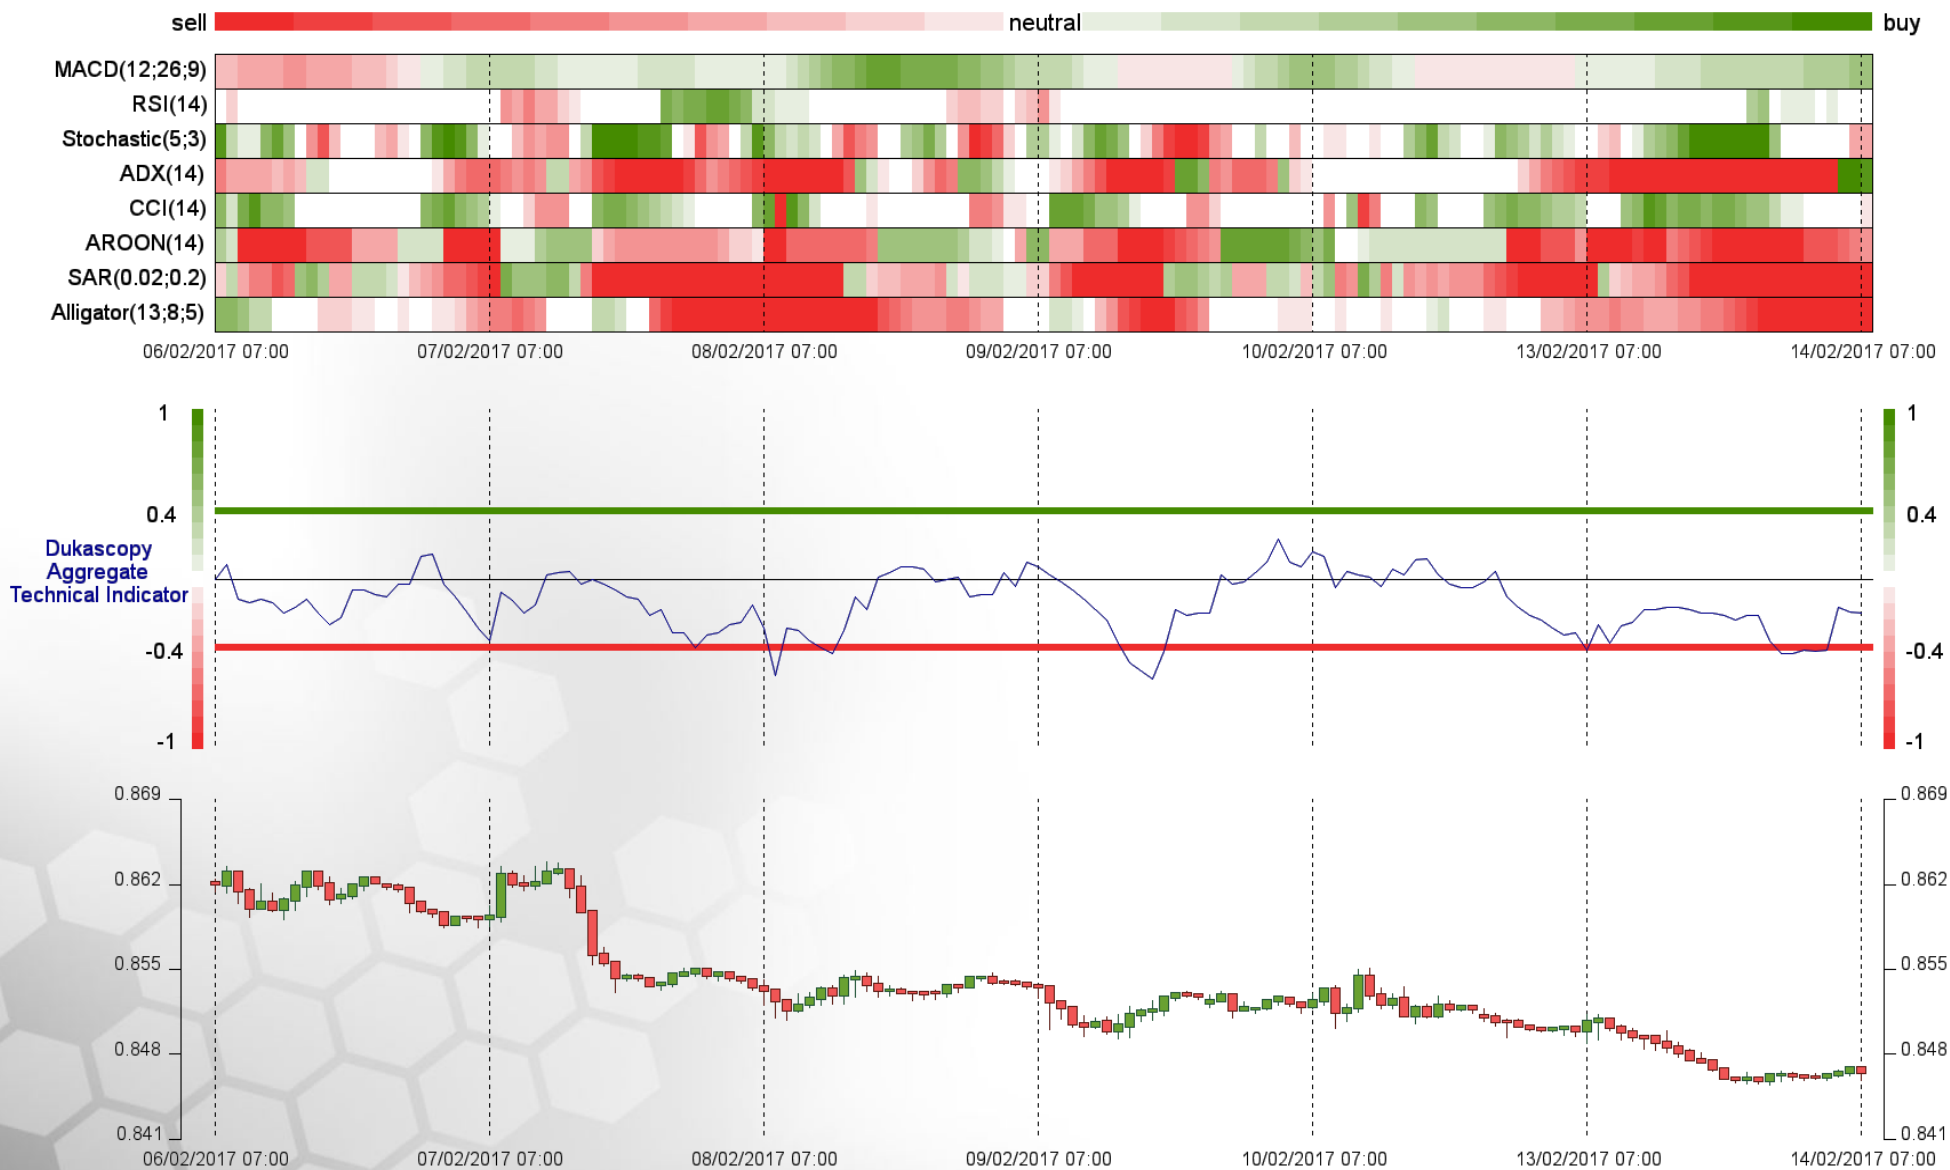 sell neutral buy
MACD(12;26;9)
RSI(14)
Stochastic(5;3)
ADX(14)
CCI(14)
AROON(14)
SAR(0.02;0.2)
Alligator(13;8;5)
06/02/2017 07:00 07/02/2017 07:00 08/02/2017 07:00 09/02/2017 07:00 10/02/2017 07:00 13/02/2017 07:00 14/02/2017 07:00
1 1
0.4 0.4
Dukascopy
Aggregate
Technical Indicator
-0.4 -0.4
-1 -1
0.869 0.869
0.862 0.862
0.855 0.855
0.848 0.848
0.841 0.841
06/02/2017 07:00 07/02/2017 07:00 08/02/2017 07:00 09/02/2017 07:00 10/02/2017 07:00 13/02/2017 07:00 14/02/2017 07:00